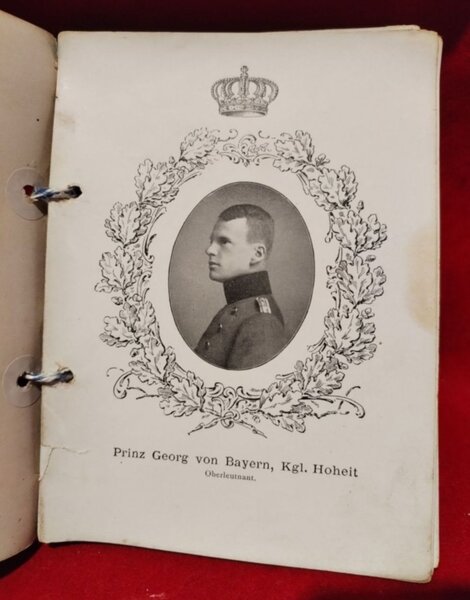 Prinz Georg von Bayern, Kgl. Hoheit
Oberleutnant.